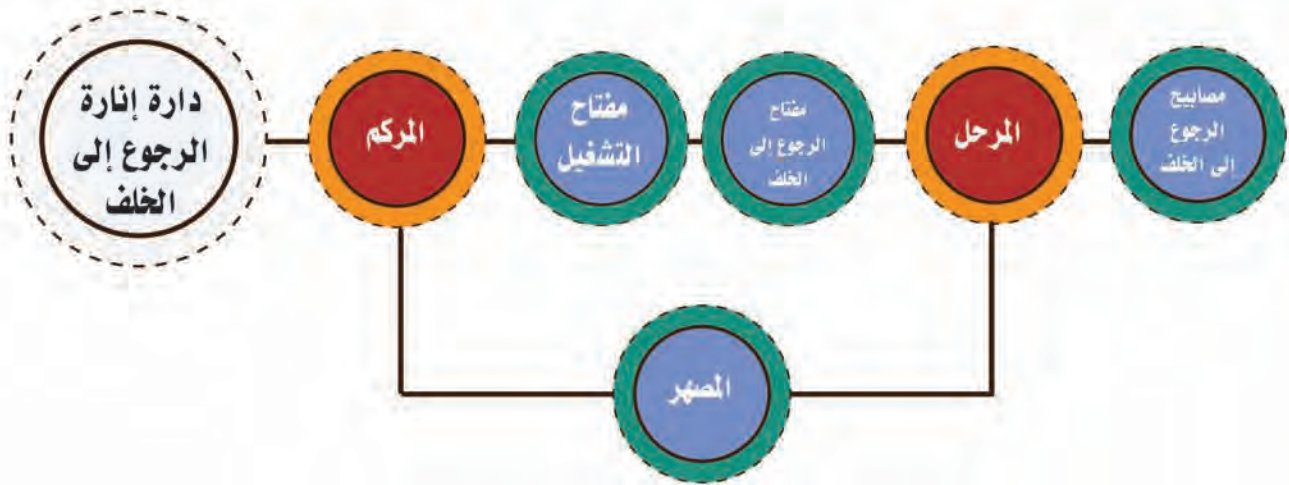 دارة إنارة
الرجوع إلى
الخلف
المركم
مفتاح
التشغيل
مفتاح
الرجوع إلى
الخلف
المرحل
مصابيح
الرجوع
إلى الخلف
المصهر